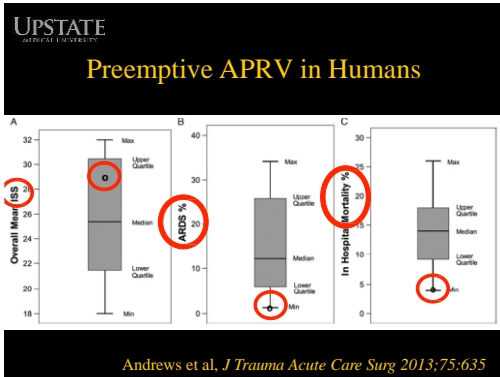 UPSTATE
MEDICAL UNIVERSITY
Preemptive APRV in Humans
A
Overall Mean ISS
32
30
28
26
24
22
20
18
Max
Upper
Quartile
Median
Lower
Quartile
Min
B
ARDS %
40
30
20
10
0
Max
Upper
Quartile
Median
Lower
Quartile
Min
C
In Hospital Mortality %
30
25
20
15
10
5
0
Max
Upper
Quartile
Median
Lower
Quartile
Min
Andrews et al, J Trauma Acute Care Surg 2013;75:635